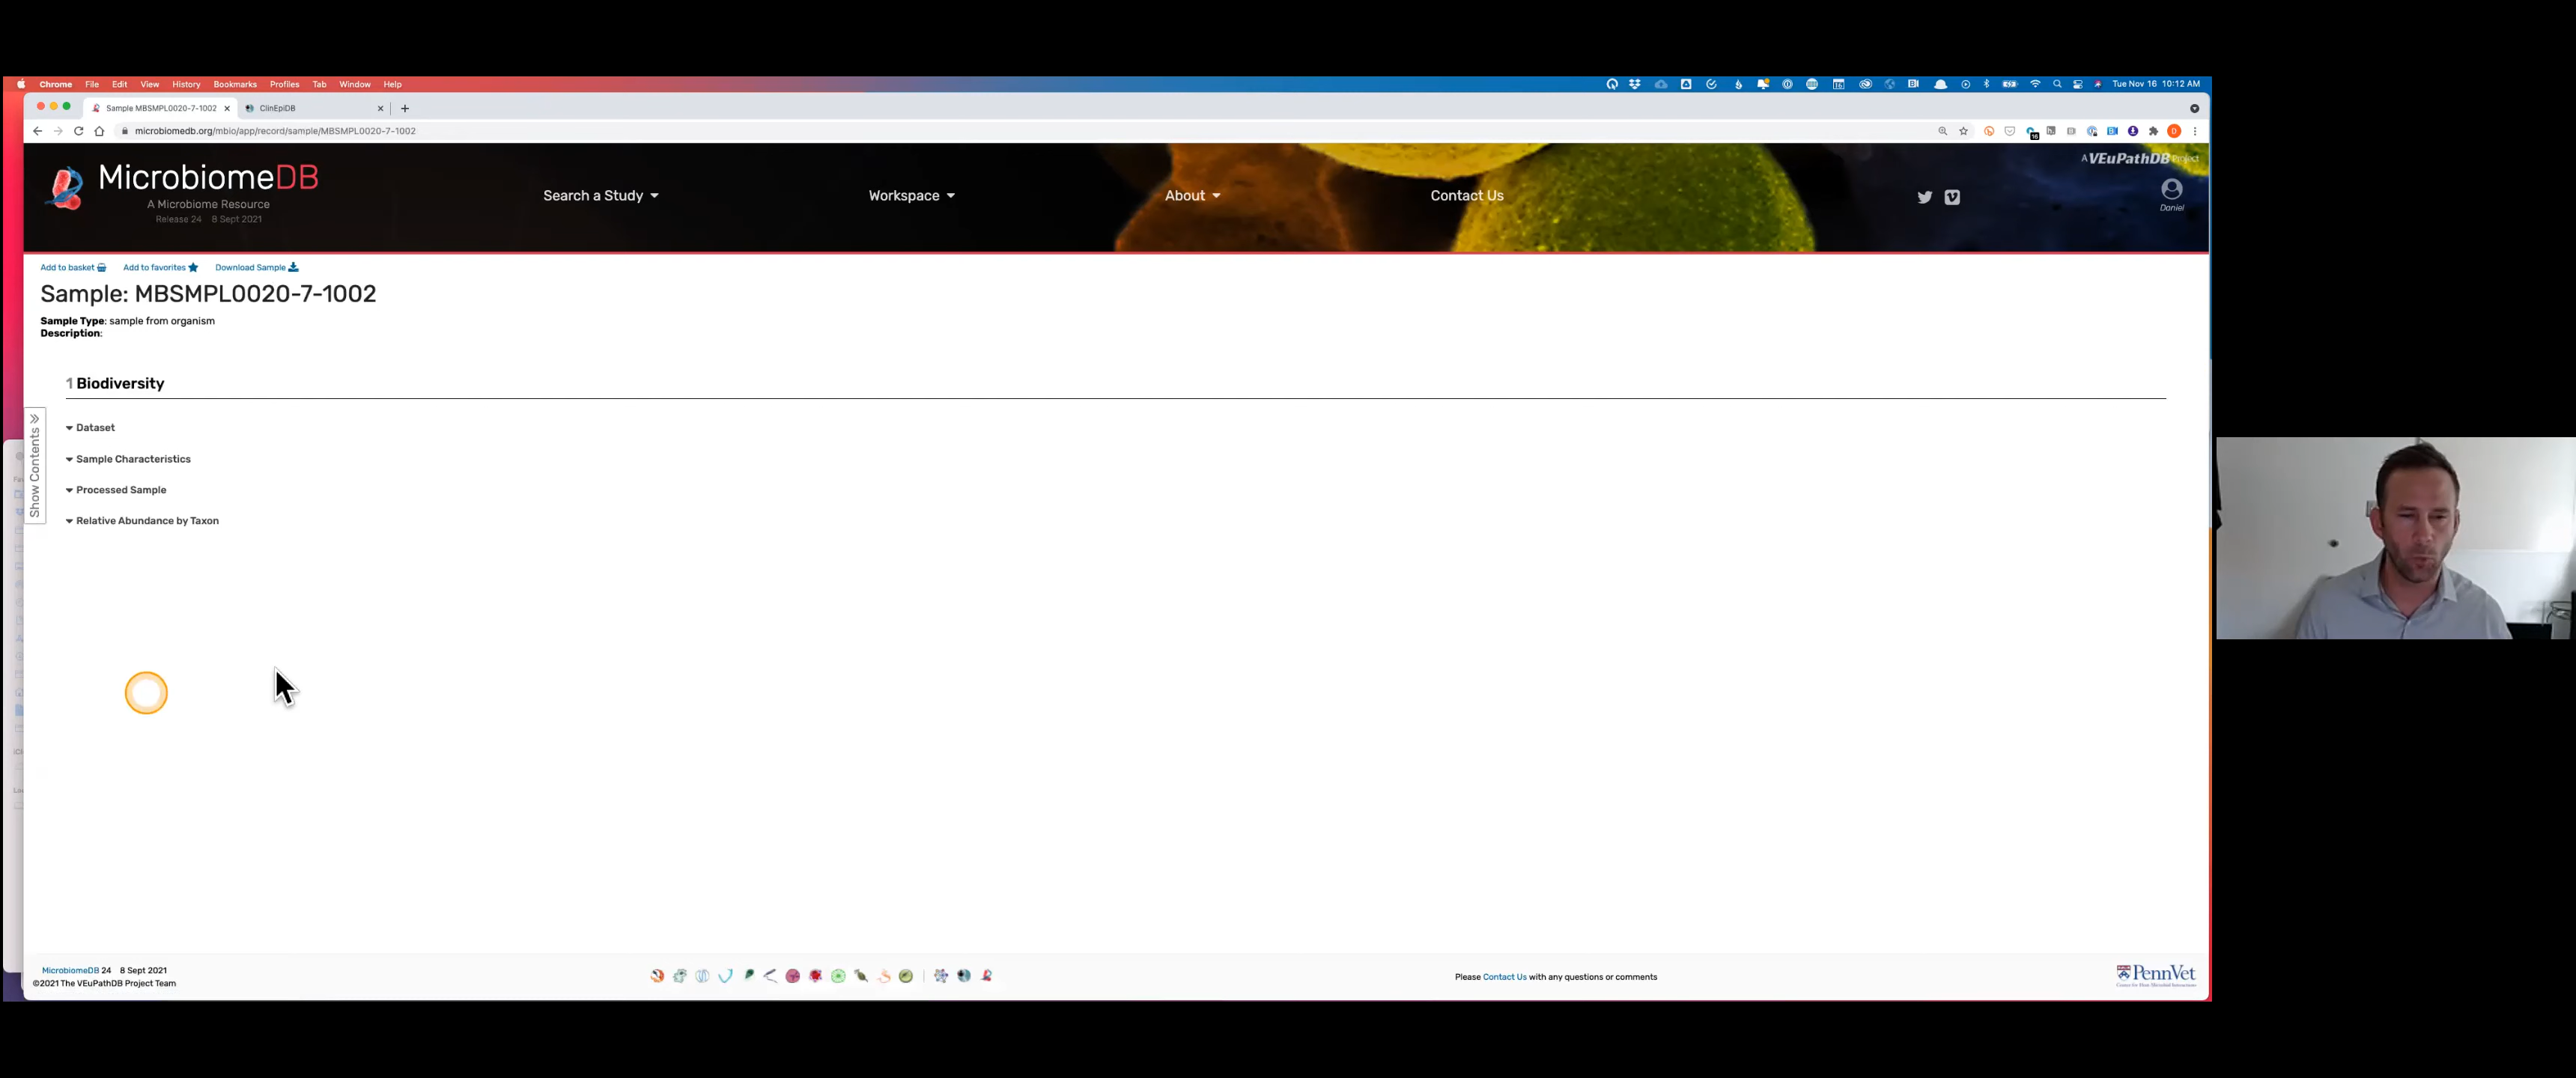 Chrome File Edit View History Bookmarks Profiles Tab Window Help
Tue Nov 16 10:12 AM
Sample MBSMPL0020-7-1002
ClinEpiDB
microbiomedb.org/mbio/app/record/sample/MBSMPL0020-7-1002
MicrobiomeDB
A Microbiome Resource
Release 24 8 Sept 2021
Search a Study
Workspace
About
Contact Us
A VEuPathDB Project
Daniel
Add to basket
Add to favorites
Download Sample
Sample: MBSMPL0020-7-1002
Sample Type: sample from organism
Description:
1 Biodiversity
Show Contents
Dataset
Sample Characteristics
Processed Sample
Relative Abundance by Taxon
MicrobiomeDB 24 8 Sept 2021
©2021 The VEuPathDB Project Team
Please Contact Us with any questions or comments
PennVet